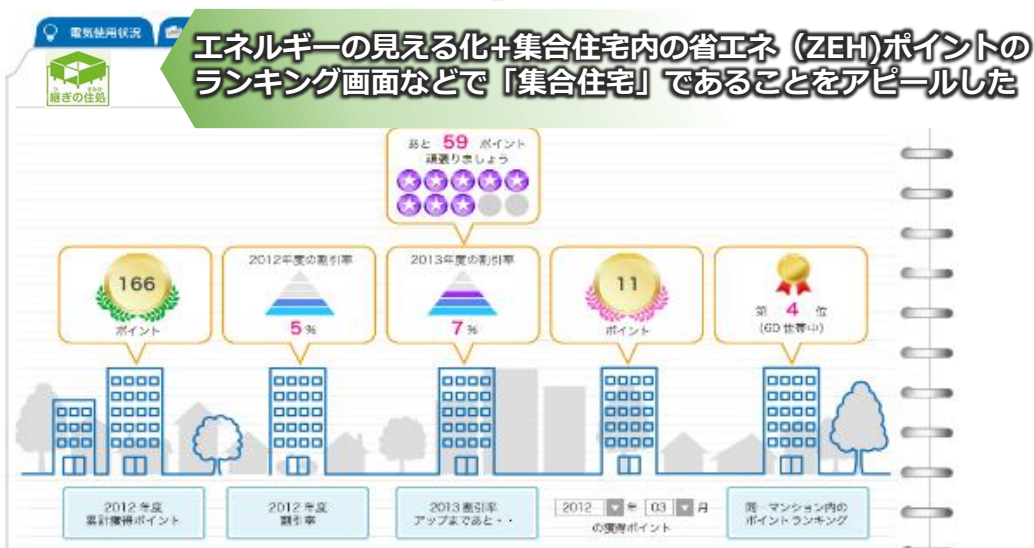 電気使用状況
エネルギーの見える化+集合住宅内の省エネ（ZEH)ポイントの
ランキング画面などで「集合住宅」であることをアピールした
継ぎの住処
あと 59 ポイント
頑張りましょう
166
ポイント
2012年度の割引率
5 %
2013年度の割引率
7 %
11
ポイント
第 4 位
(60 世帯中)
2012 年度
累計獲得ポイント
2012 年度
割引率
2013 割引率
アップまであと・・
2012 年 03 月
の獲得ポイント
同一マンション内の
ポイントランキング